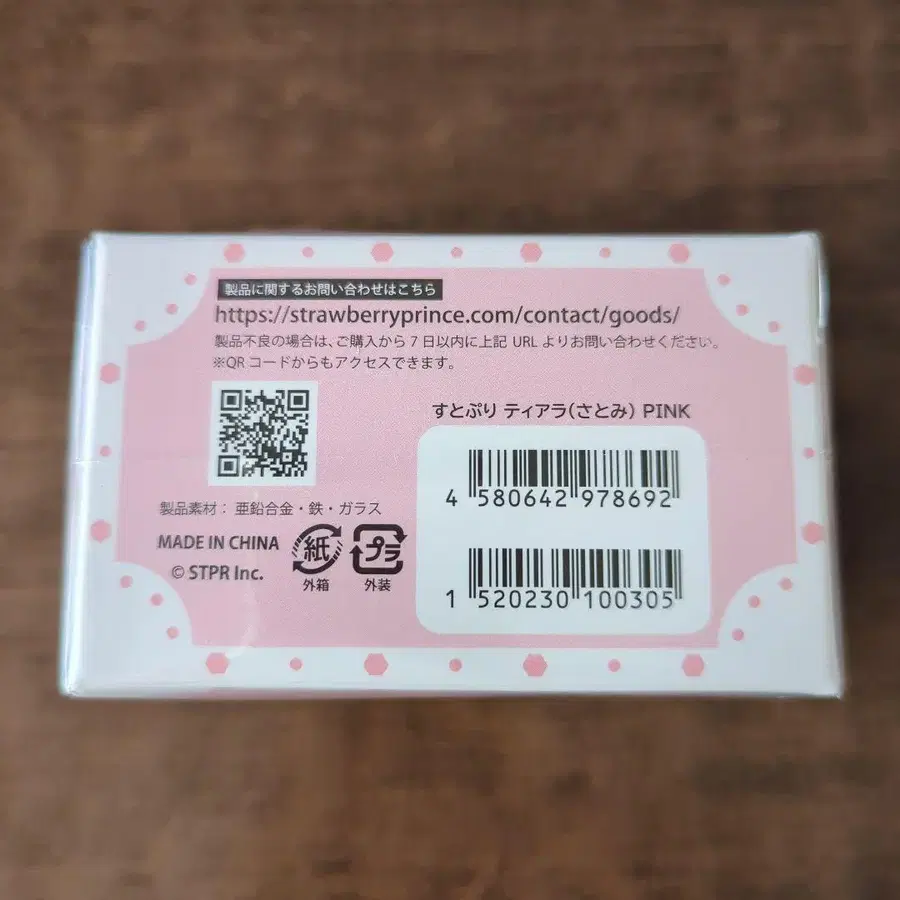 製品に関するお問い合わせはこちら
https://strawberryprince.com/contact/goods/
製品不良の場合は、ご購入から7日以内に上記 URL よりお問い合わせください。
※QRコードからもアクセスできます。
すとぷり ティアラ(さとみ) PINK
4 580642 978692
製品素材： 亜鉛合金・鉄・ガラス
MADE IN CHINA
© STPR Inc.
紙
外箱
プラ
外装
1 520230 100305